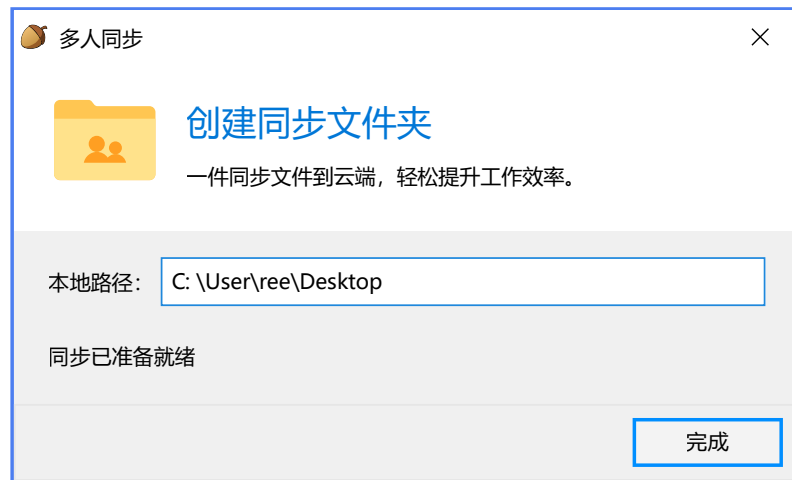 多人同步
创建同步文件夹
一件同步文件到云端，轻松提升工作效率。
本地路径： C: \User\ree\Desktop
同步已准备就绪
完成